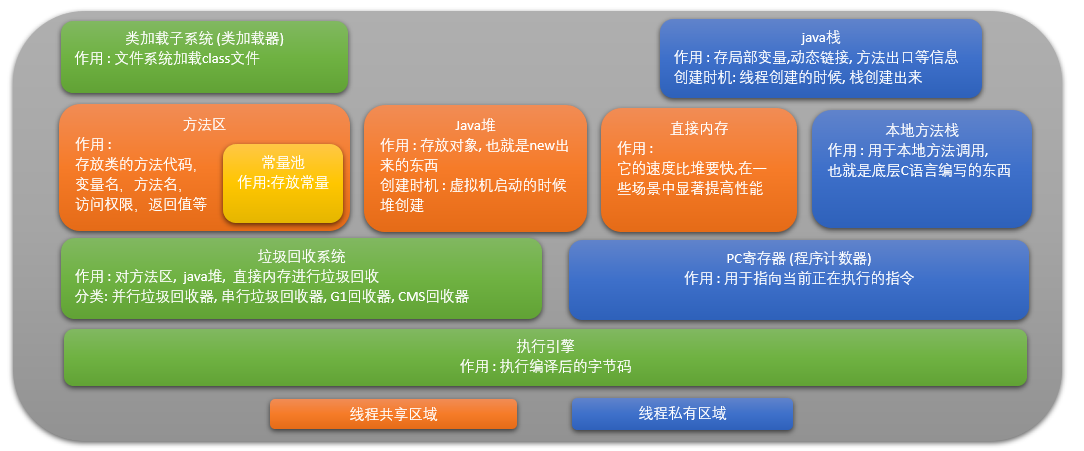 类加载子系统 (类加载器)
作用 : 文件系统加载class文件
java栈
作用 : 存局部变量,动态链接, 方法出口等信息
创建时机: 线程创建的时候, 栈创建出来
方法区
作用 :
存放类的方法代码,
变量名, 方法名,
访问权限, 返回值等
常量池
作用:存放常量
Java堆
作用 : 存放对象, 也就是new出
来的东西
创建时机 : 虚拟机启动的时候
堆创建
直接内存
作用 :
它的速度比堆要快,在一
些场景中显著提高性能
本地方法栈
作用 : 用于本地方法调用,
也就是底层C语言编写的东西
垃圾回收系统
作用 : 对方法区, java堆, 直接内存进行垃圾回收
分类: 并行垃圾回收器, 串行垃圾回收器, G1回收器, CMS回收器
PC寄存器 (程序计数器)
作用 : 用于指向当前正在执行的指令
执行引擎
作用 : 执行编译后的字节码
线程共享区域
线程私有区域